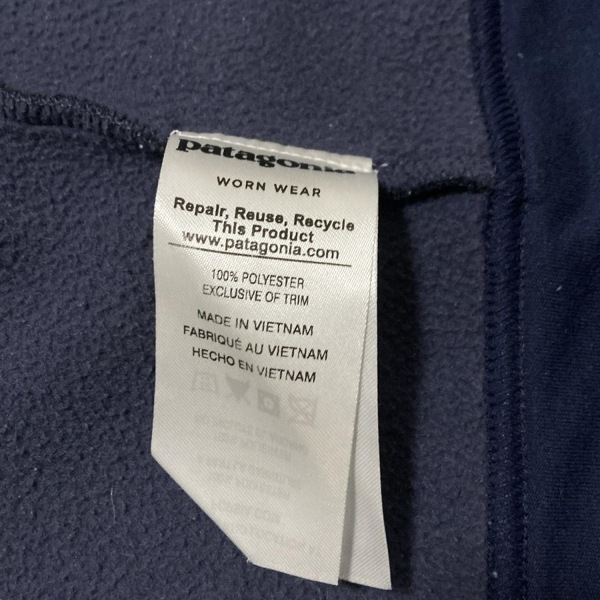 patagonia
WORN WEAR
Repair, Reuse, Recycle
This Product
www.patagonia.com
100% POLYESTER
EXCLUSIVE OF TRIM
MADE IN VIETNAM
FABRIQUÉ AU VIETNAM
HECHO EN VIETNAM